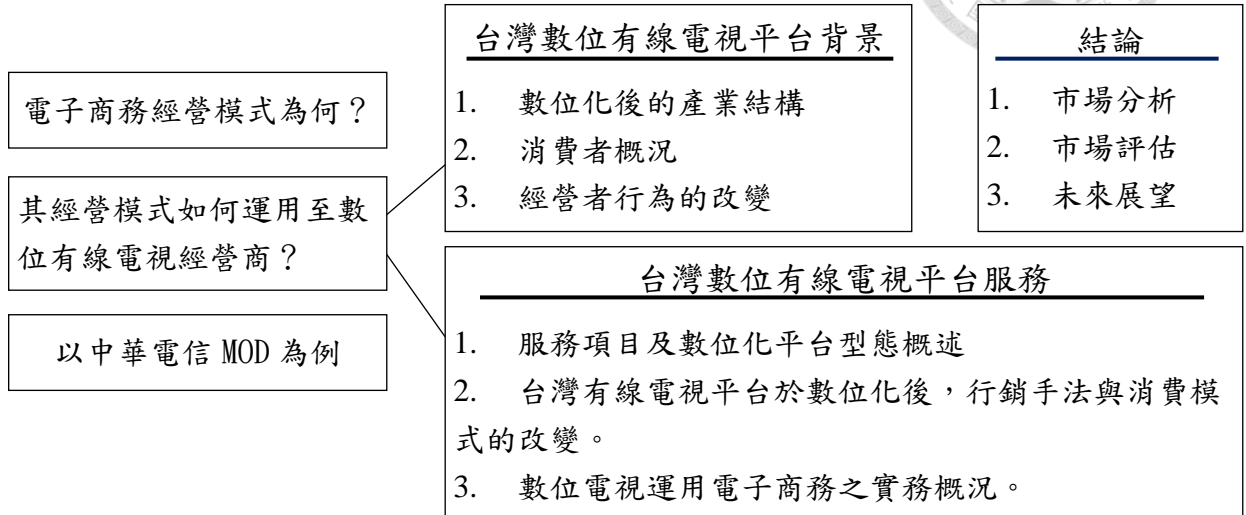 電子商務經營模式為何？
其經營模式如何運用至數
位有線電視經營商？
以中華電信 MOD 為例
台灣數位有線電視平台背景
1. 數位化後的產業結構
2. 消費者概況
3. 經營者行為的改變
結論
1. 市場分析
2. 市場評估
3. 未來展望
台灣數位有線電視平台服務
1. 服務項目及數位化平台型態概述
2. 台灣有線電視平台於數位化後，行銷手法與消費模
式的改變。
3. 數位電視運用電子商務之實務概況。